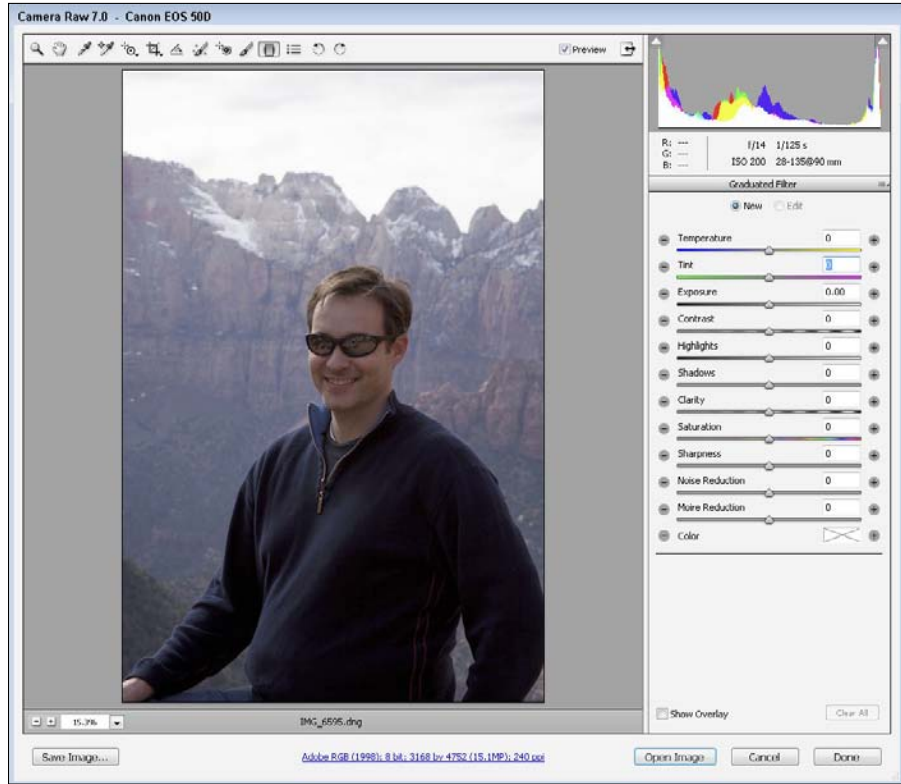 Camera Raw 7.0 - Canon EOS 50D
Preview
R: ---
G: ---
B: ---
f/14 1/125 s
ISO 200 28-135@90 mm
Graduated Filter
New Edit
Temperature 0
Tint 0
Exposure 0.00
Contrast 0
Highlights 0
Shadows 0
Clarity 0
Saturation 0
Sharpness 0
Noise Reduction 0
Moire Reduction 0
Color
Show Overlay Clear All
15.3% IMG_6595.dng
Save Image... Adobe RGB (1998); 8 bit; 3168 by 4752 (15.1MP); 240 ppi Open Image Cancel Done